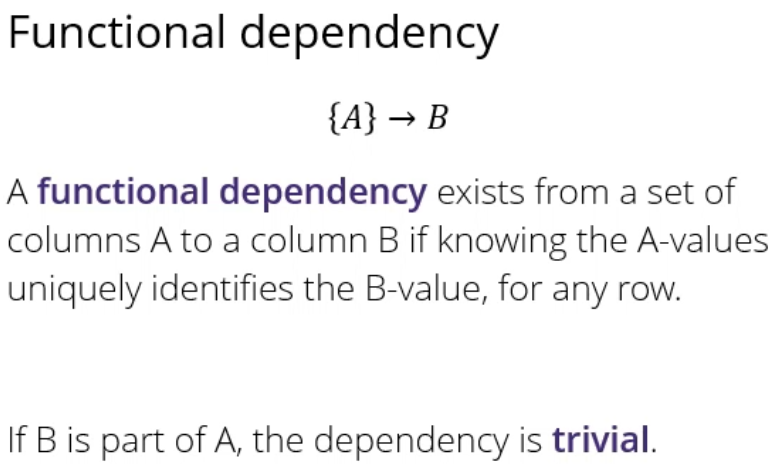 Functional dependency
{A} → B
A functional dependency exists from a set of
columns A to a column B if knowing the A-values
uniquely identifies the B-value, for any row.
If B is part of A, the dependency is trivial.